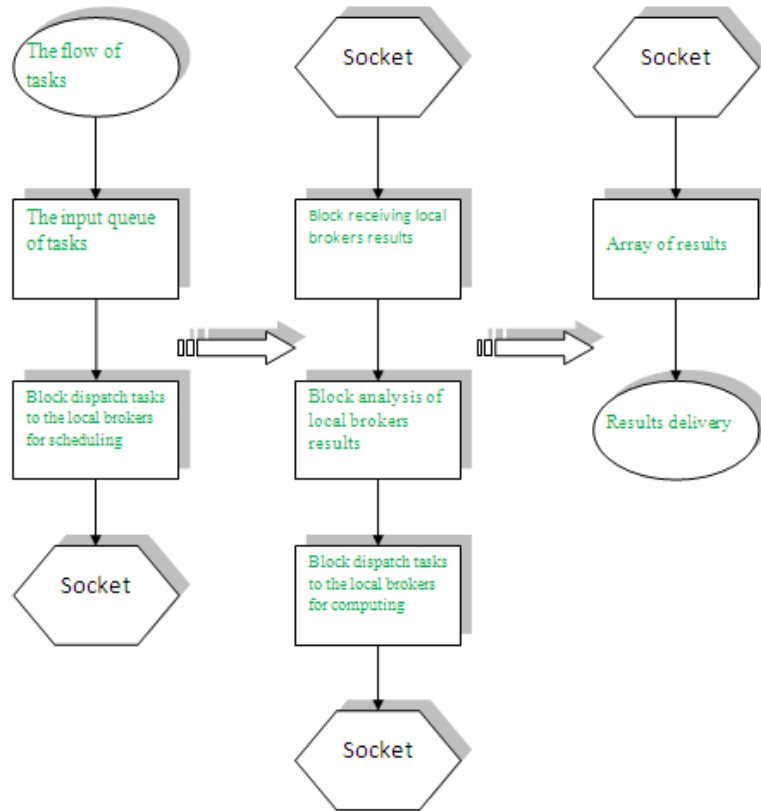 The flow of
tasks
The input queue
of tasks
Block dispatch tasks
to the local brokers
for scheduling
Socket
Socket
Block receiving local
brokers results
Block analysis of
local brokers
results
Block dispatch tasks
to the local brokers
for computing
Socket
Socket
Array of results
Results delivery